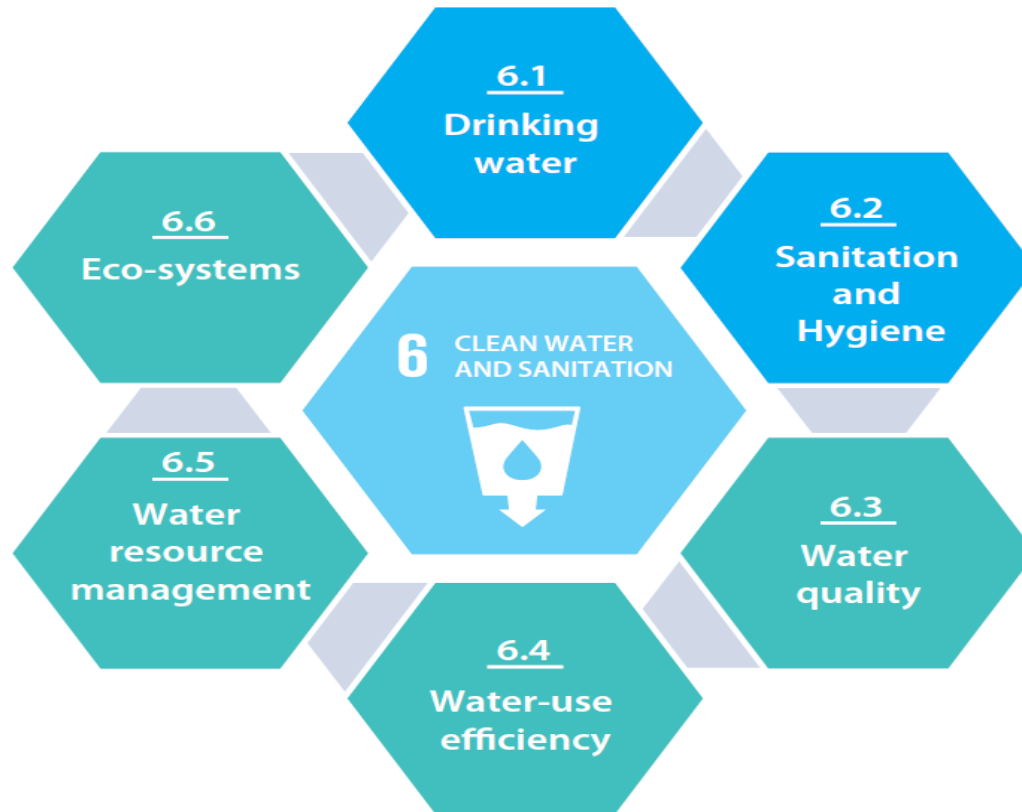 6.1
Drinking
water
6.2
Sanitation
and
Hygiene
6.3
Water
quality
6.4
Water-use
efficiency
6.5
Water
resource
management
6.6
Eco-systems
6 CLEAN WATER
AND SANITATION